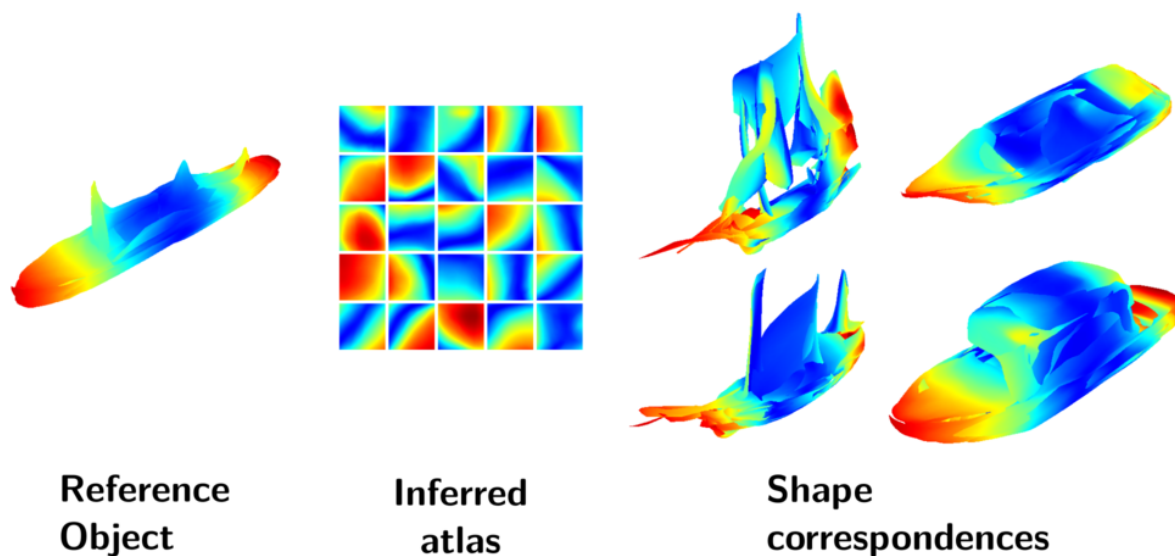 Reference
Object
Inferred
atlas
Shape
correspondences